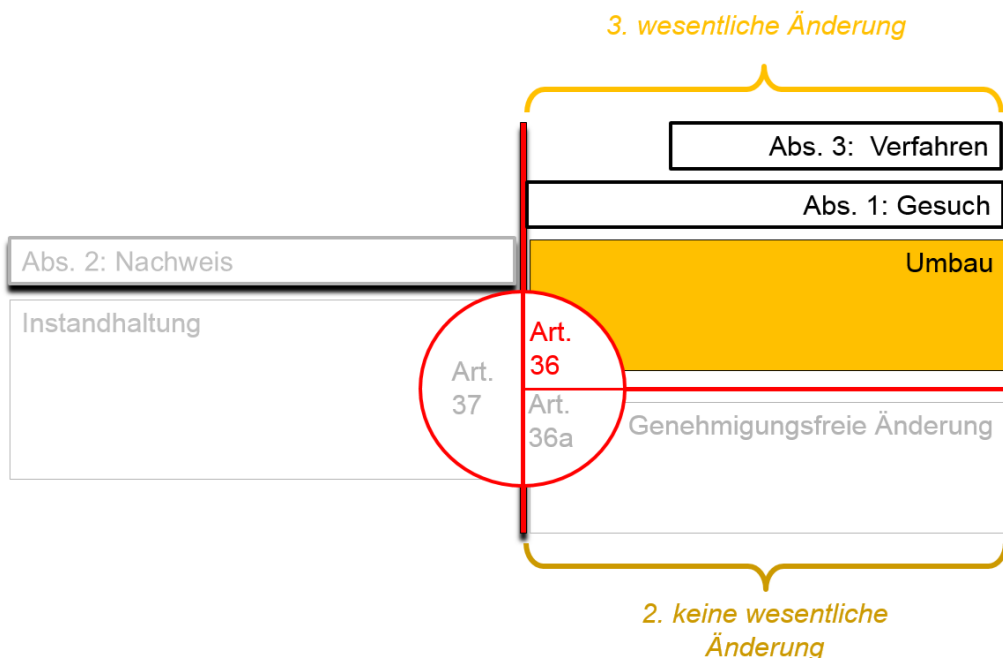 3. wesentliche Änderung
Abs. 3: Verfahren
Abs. 1: Gesuch
Abs. 2: Nachweis
Umbau
Instandhaltung
Art.
36
Art.
37
Art.
36a
Genehmigungsfreie Änderung
2. keine wesentliche
Änderung